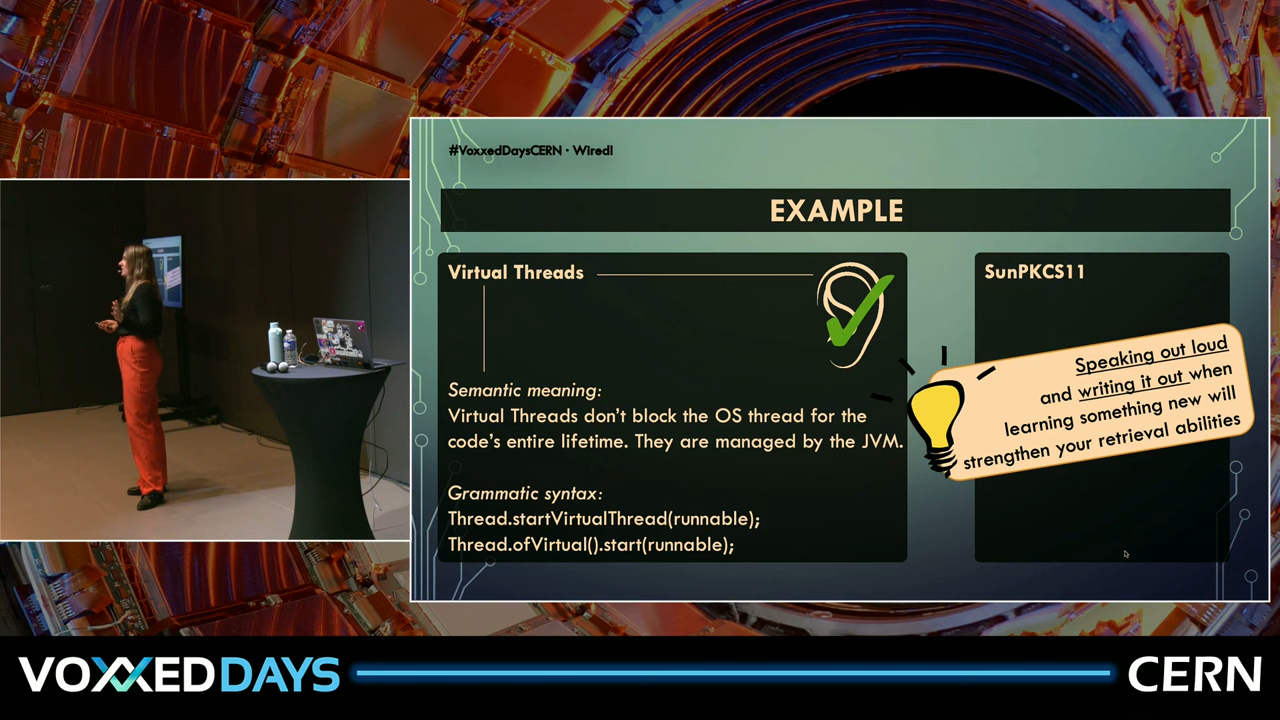 #VoxxedDaysCERN · Wired!
EXAMPLE
Virtual Threads
Semantic meaning:
Virtual Threads don't block the OS thread for the
code's entire lifetime. They are managed by the JVM.
Grammatic syntax:
Thread.startVirtualThread(runnable);
Thread.ofVirtual().start(runnable);
SunPKCS11
Speaking out loud
and writing it out when
learning something new will
strengthen your retrieval abilities
VOXXED DAYS
CERN